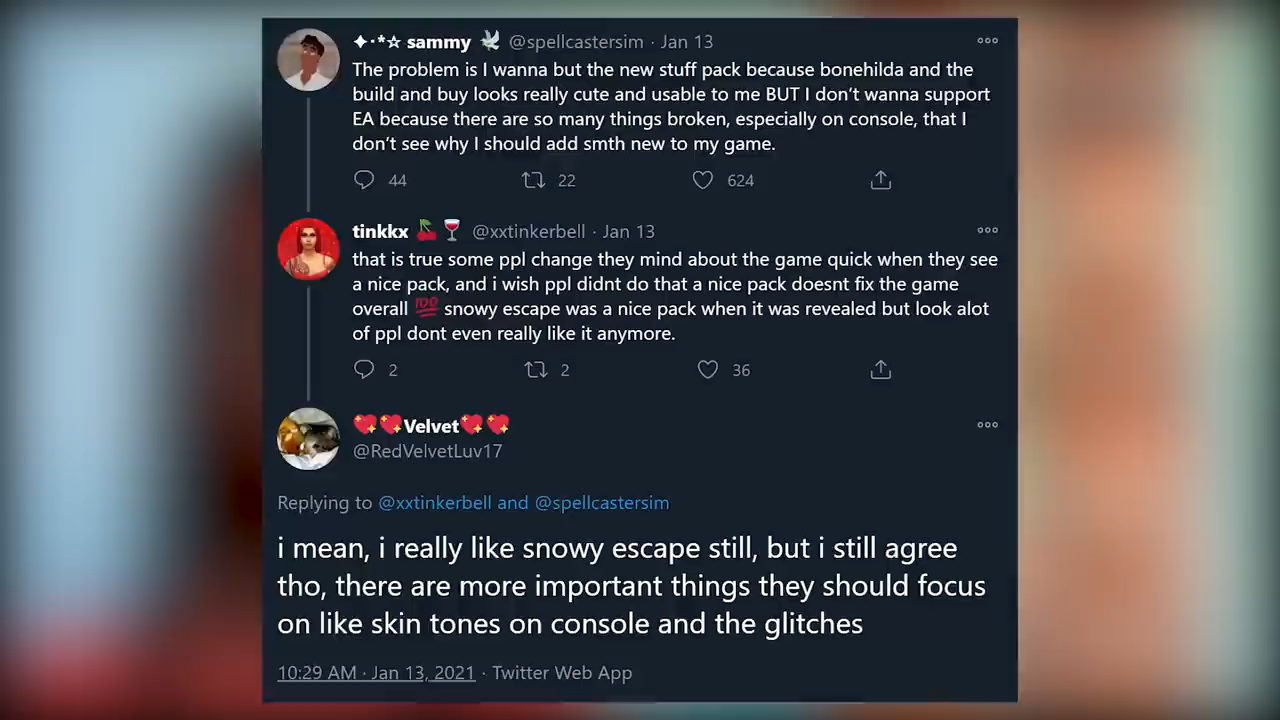 ✦·*☆ sammy 🕊 @spellcastersim · Jan 13
The problem is I wanna but the new stuff pack because bonehilda and the
build and buy looks really cute and usable to me BUT I don’t wanna support
EA because there are so many things broken, especially on console, that I
don’t see why I should add smth new to my game.
44 22 624
tinkkx 🍒🍷 @xxtinkerbell · Jan 13
that is true some ppl change they mind about the game quick when they see
a nice pack, and i wish ppl didnt do that a nice pack doesnt fix the game
overall 💯 snowy escape was a nice pack when it was revealed but look alot
of ppl dont even really like it anymore.
2 2 36
💖💖Velvet💖💖
@RedVelvetLuv17
Replying to @xxtinkerbell and @spellcastersim
i mean, i really like snowy escape still, but i still agree
tho, there are more important things they should focus
on like skin tones on console and the glitches
10:29 AM · Jan 13, 2021 · Twitter Web App